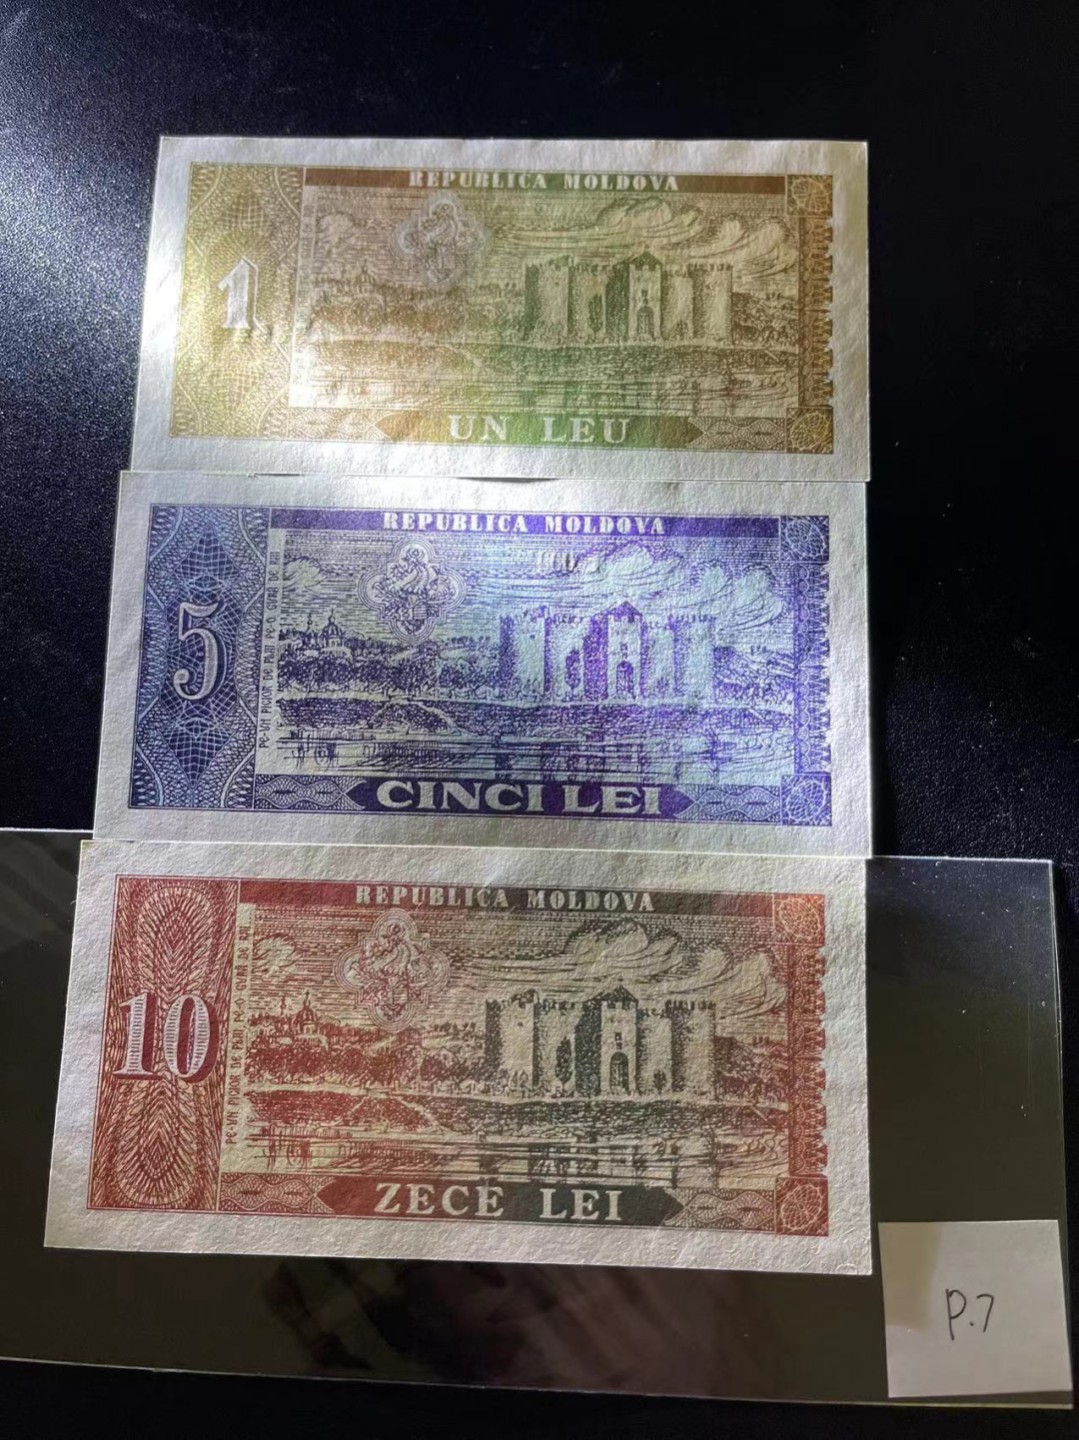 REPUBLICA MOLDOVA
1
UN LEU
REPUBLICA MOLDOVA
5
CINCI LEI
REPUBLICA MOLDOVA
10
ZECE LEI
P.7